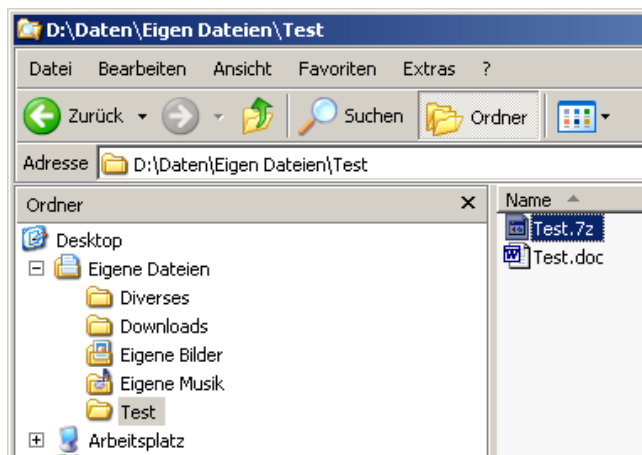 D:\Daten\Eigen Dateien\Test
Datei Bearbeiten Ansicht Favoriten Extras ?
Zurück Suchen Ordner
Adresse D:\Daten\Eigen Dateien\Test
Ordner
Desktop
Eigene Dateien
Diverses
Downloads
Eigene Bilder
Eigene Musik
Test
Arbeitsplatz
Name
Test.7z
Test.doc